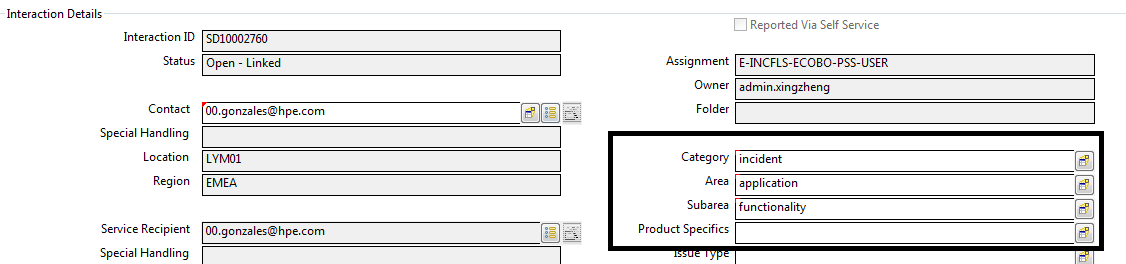 Interaction Details
Reported Via Self Service
Interaction ID SD10002760
Status Open - Linked
Assignment E-INCFLS-ECOBO-PSS-USER
Owner admin.xingzheng
Contact 00.gonzales@hpe.com
Folder
Special Handling
Location LYM01
Region EMEA
Category incident
Area application
Subarea functionality
Product Specifics
Service Recipient 00.gonzales@hpe.com
Special Handling
Issue Type